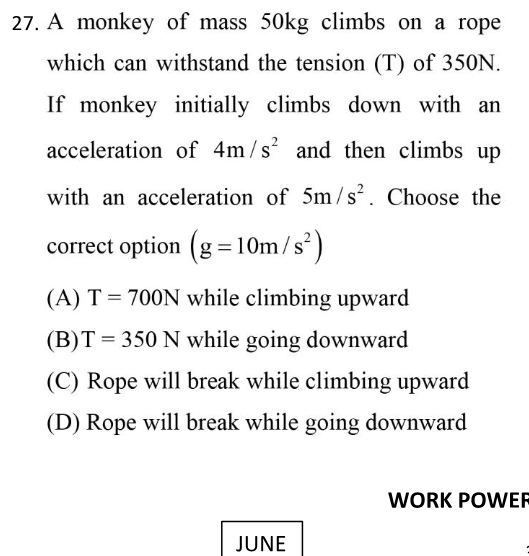 27. A monkey of mass 50kg climbs on a rope
which can withstand the tension (T) of 350N.
If monkey initially climbs down with an
acceleration of 4m/s² and then climbs up
with an acceleration of 5m/s². Choose the
correct option (g=10m/s²)
(A) T = 700N while climbing upward
(B)T = 350 N while going downward
(C) Rope will break while climbing upward
(D) Rope will break while going downward
WORK POWER
JUNE